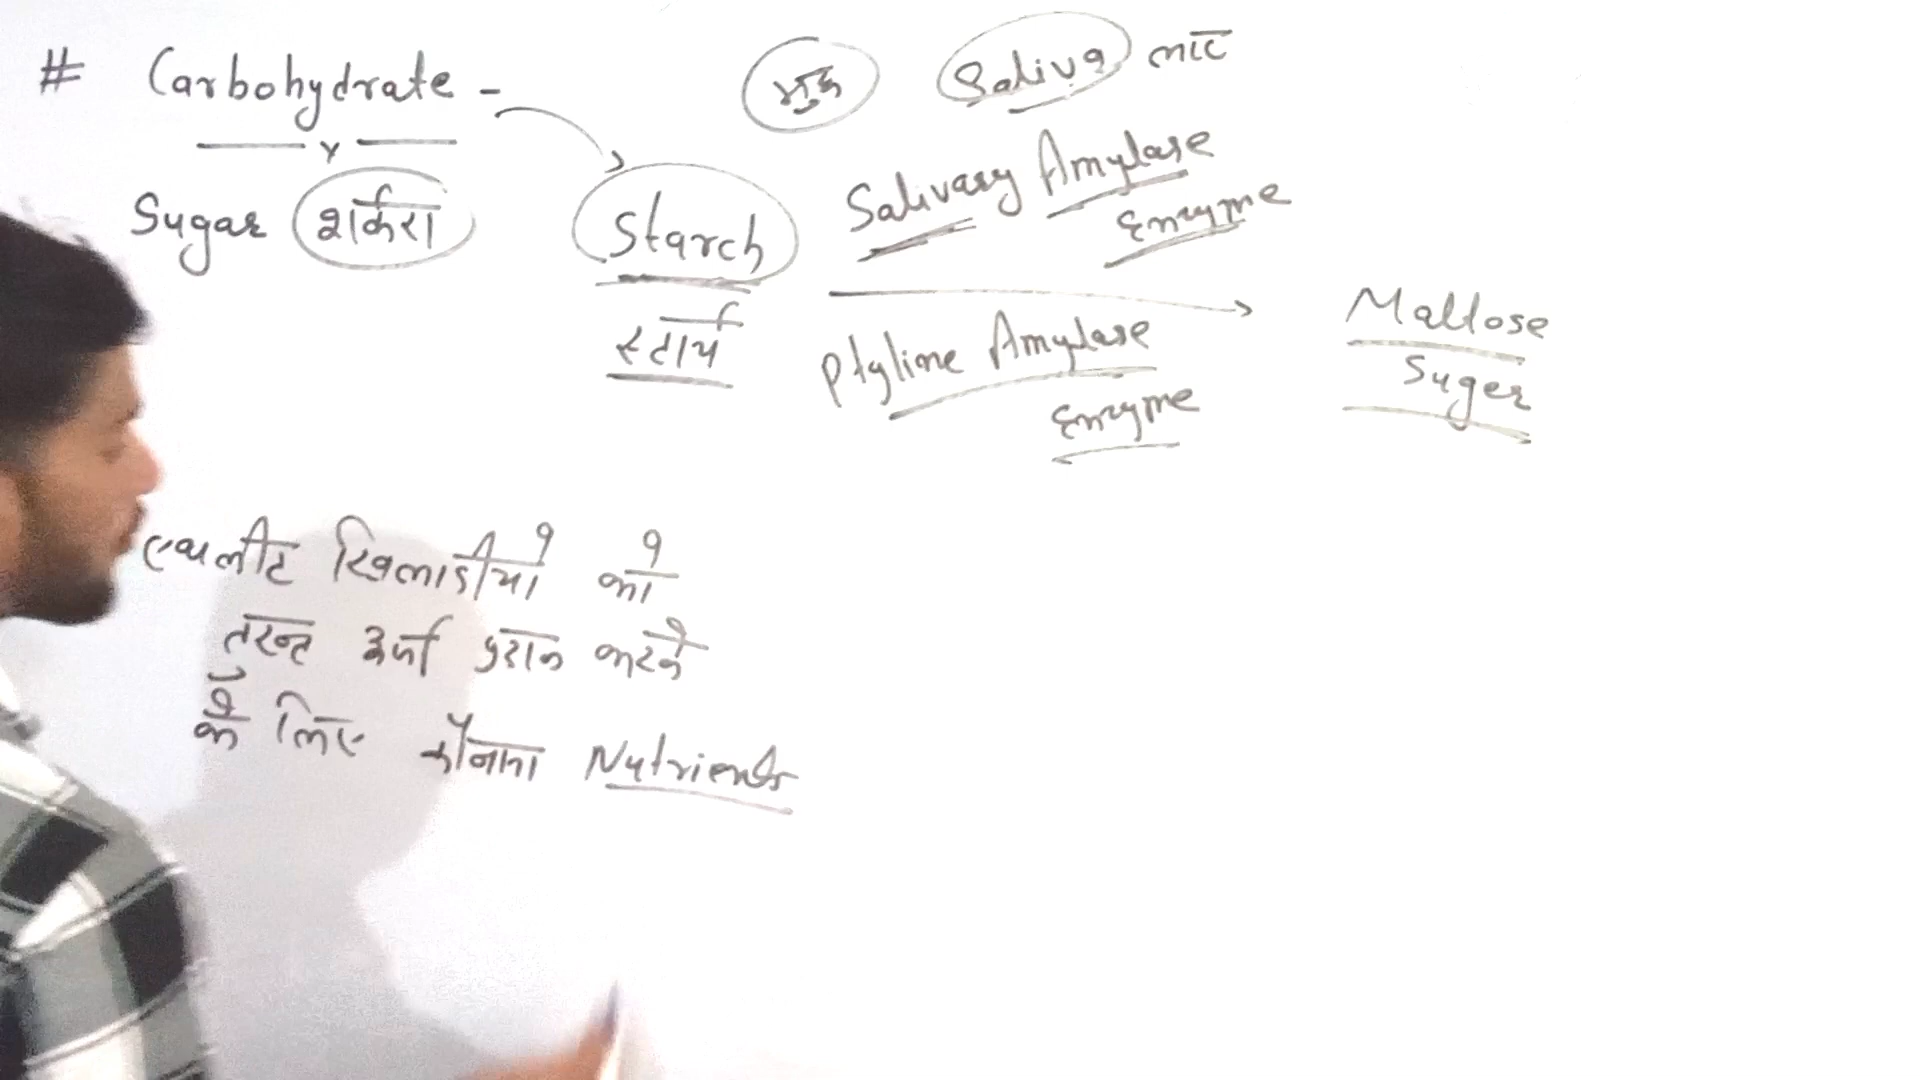 # Carbohydrate -
Sugar शर्करा
Saliva लार
Salivary Amylase
Enzyme
Starch
स्टार्च
Ptyline Amylase
Enzyme
Maltose
Suger
एथलीट खिलाडीयों को
तुरन्त ऊर्जा प्रदान करने
के लिए कौनसा Nutrients